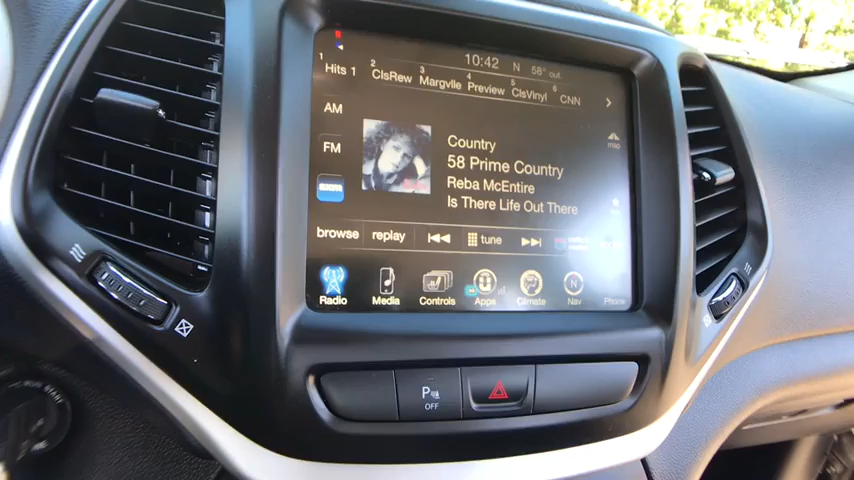 10:42 N 58° out.
1 2 3 4 5 6
Hits 1 ClsRew Margvlle Preview ClsVinyl CNN
AM
FM
map
Country
58 Prime Country
Reba McEntire
Is There Life Out There
browse replay tune
Radio Media Controls Apps Climate Nav Phone
P OFF